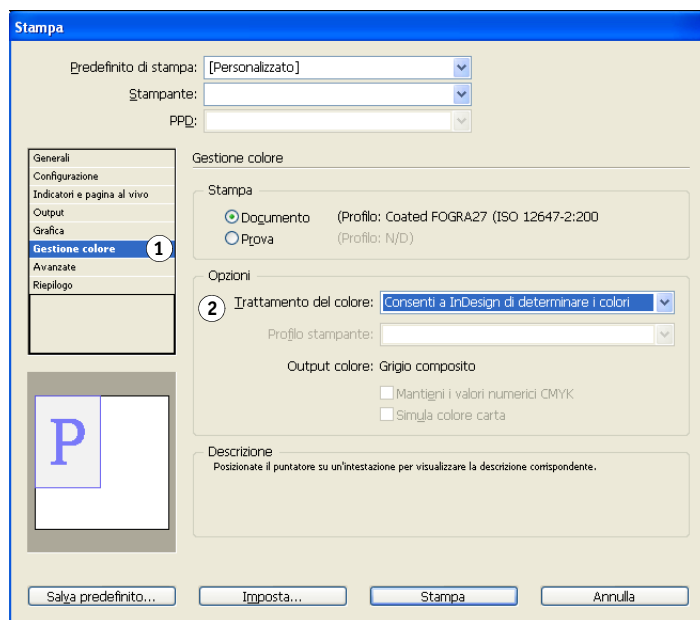 Stampa
Predefinito di stampa: [Personalizzato]
Stampante:
PPD:
Generali
Configurazione
Indicatori e pagina al vivo
Output
Grafica
Gestione colore 1
Avanzate
Riepilogo
Gestione colore
Stampa
Documento (Profilo: Coated FOGRA27 (ISO 12647-2:200
Prova (Profilo: N/D)
Opzioni
2 Trattamento del colore: Consenti a InDesign di determinare i colori
Profilo stampante:
Output colore: Grigio composito
Mantieni i valori numerici CMYK
Simula colore carta
P
Descrizione
Posizionate il puntatore su un'intestazione per visualizzare la descrizione corrispondente.
Salva predefinito... Imposta... Stampa Annulla